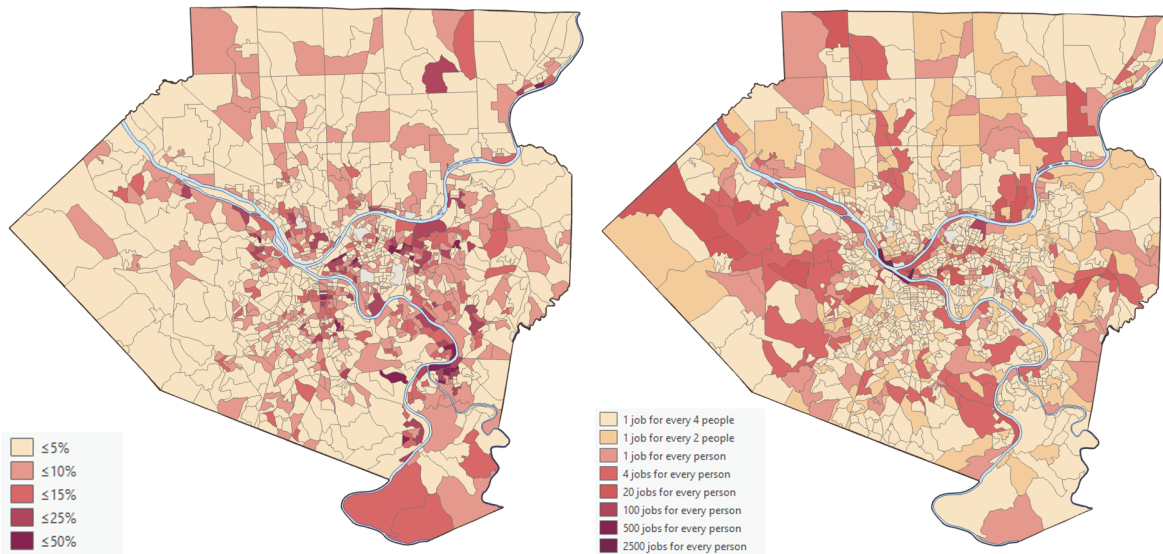 ≤5%
≤10%
≤15%
≤25%
≤50%
1 job for every 4 people
1 job for every 2 people
1 job for every person
4 jobs for every person
20 jobs for every person
100 jobs for every person
500 jobs for every person
2500 jobs for every person